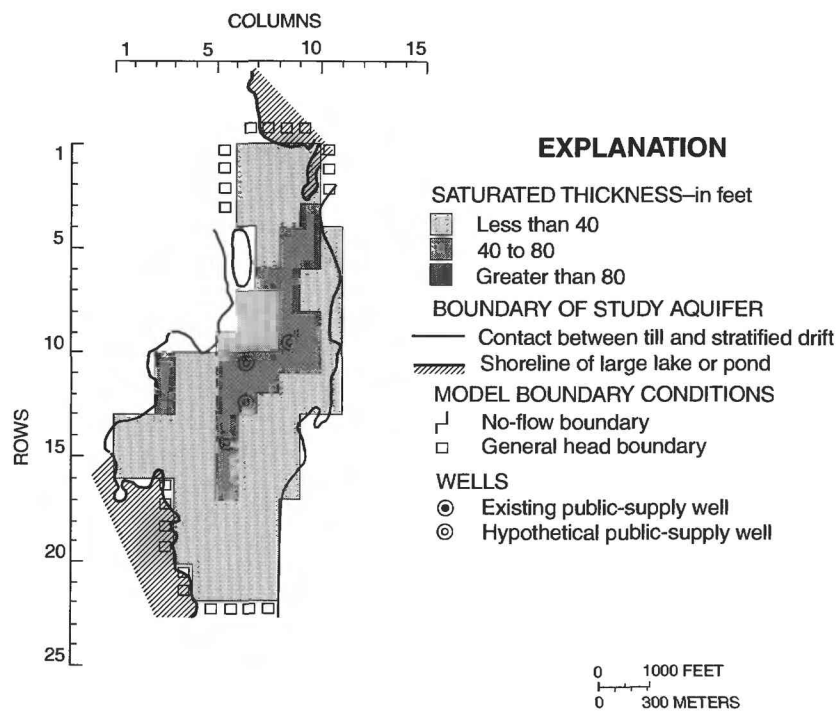 COLUMNS
1 5 10 15
ROWS
1
5
10
15
20
25
EXPLANATION
SATURATED THICKNESS–in feet
Less than 40
40 to 80
Greater than 80
BOUNDARY OF STUDY AQUIFER
Contact between till and stratified drift
Shoreline of large lake or pond
MODEL BOUNDARY CONDITIONS
No-flow boundary
General head boundary
WELLS
Existing public-supply well
Hypothetical public-supply well
0 1000 FEET
0 300 METERS